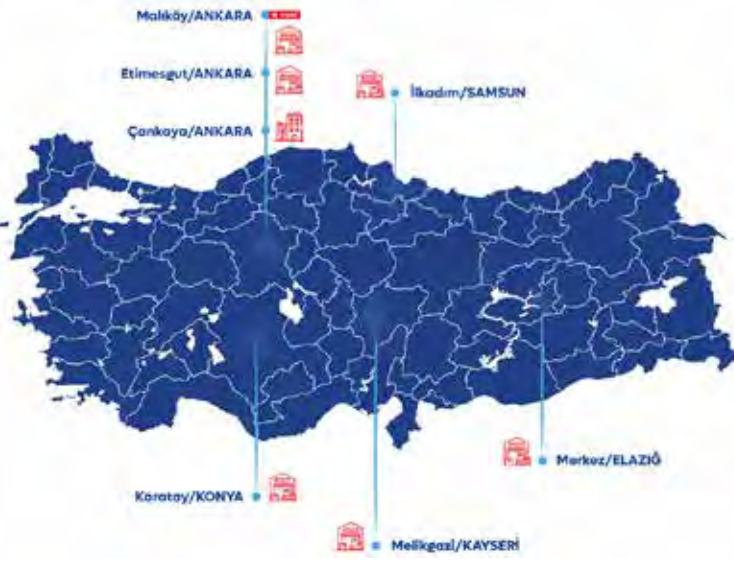 Malıköy/ANKARA
Etimesgut/ANKARA
İlkadım/SAMSUN
Çankaya/ANKARA
Merkez/ELAZIĞ
Karatay/KONYA
Melikgazi/KAYSERİ